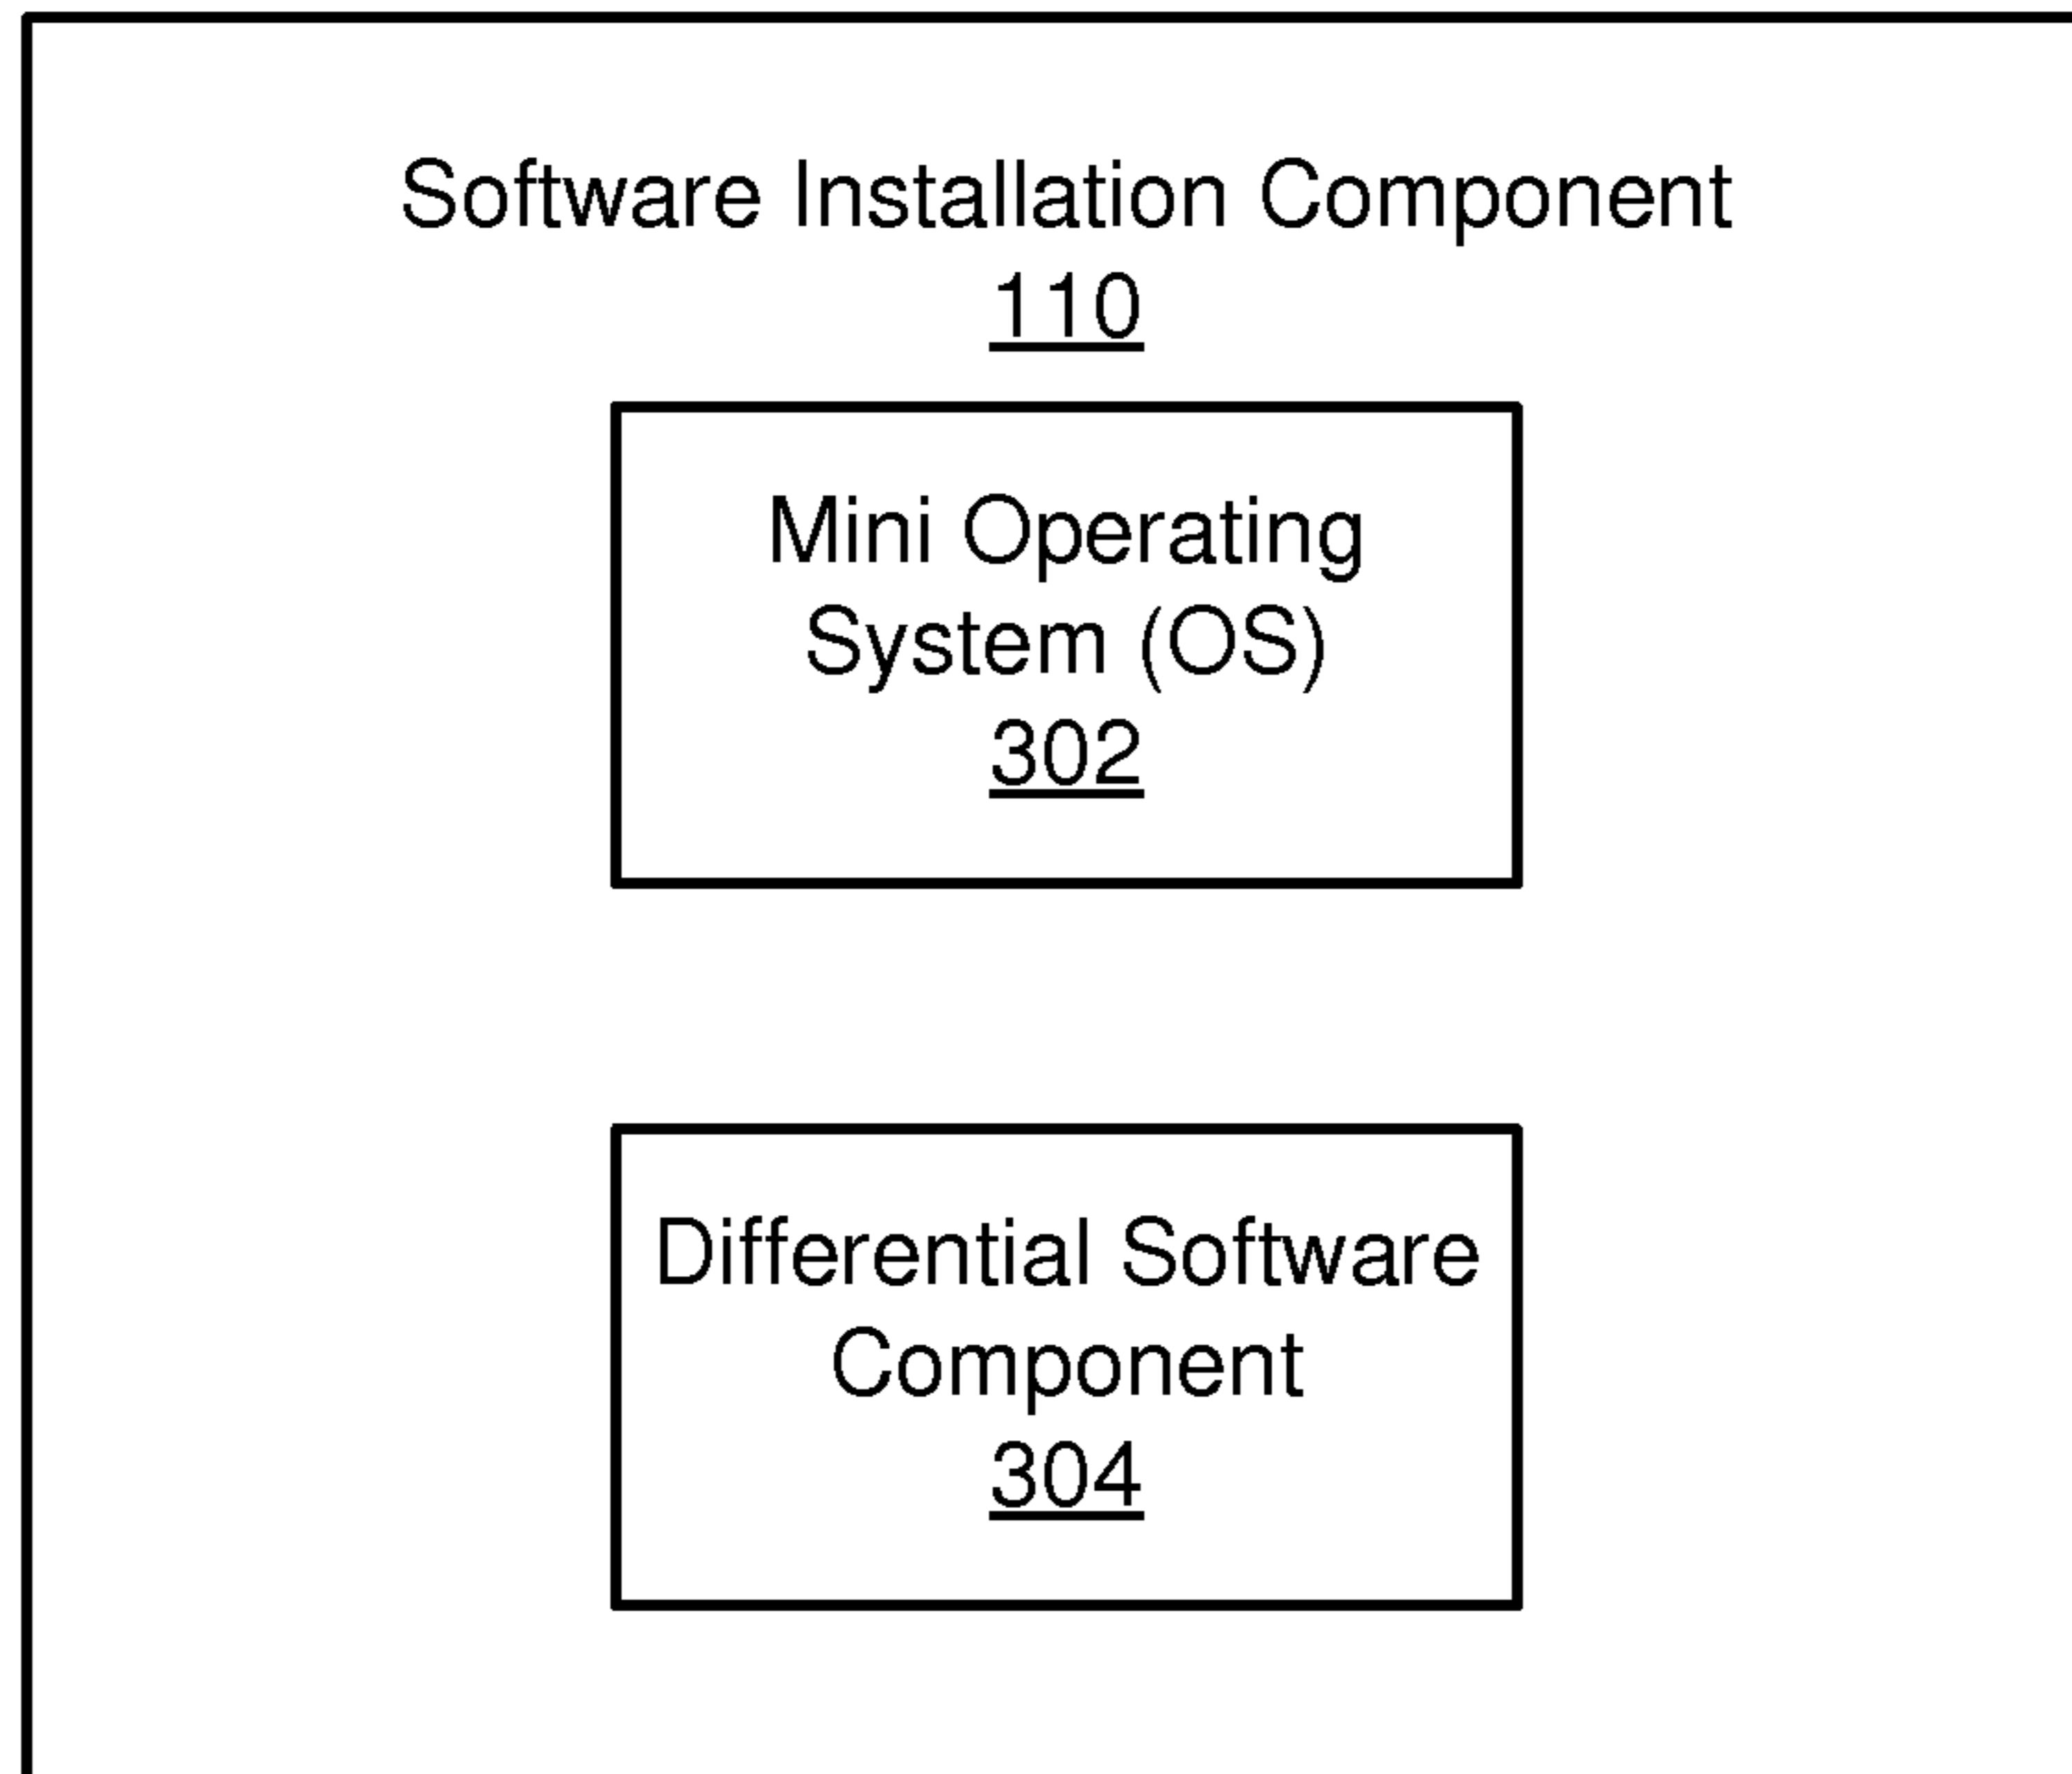 Software Installation Component
110
Mini Operating
System (OS)
302
Differential Software
Component
304